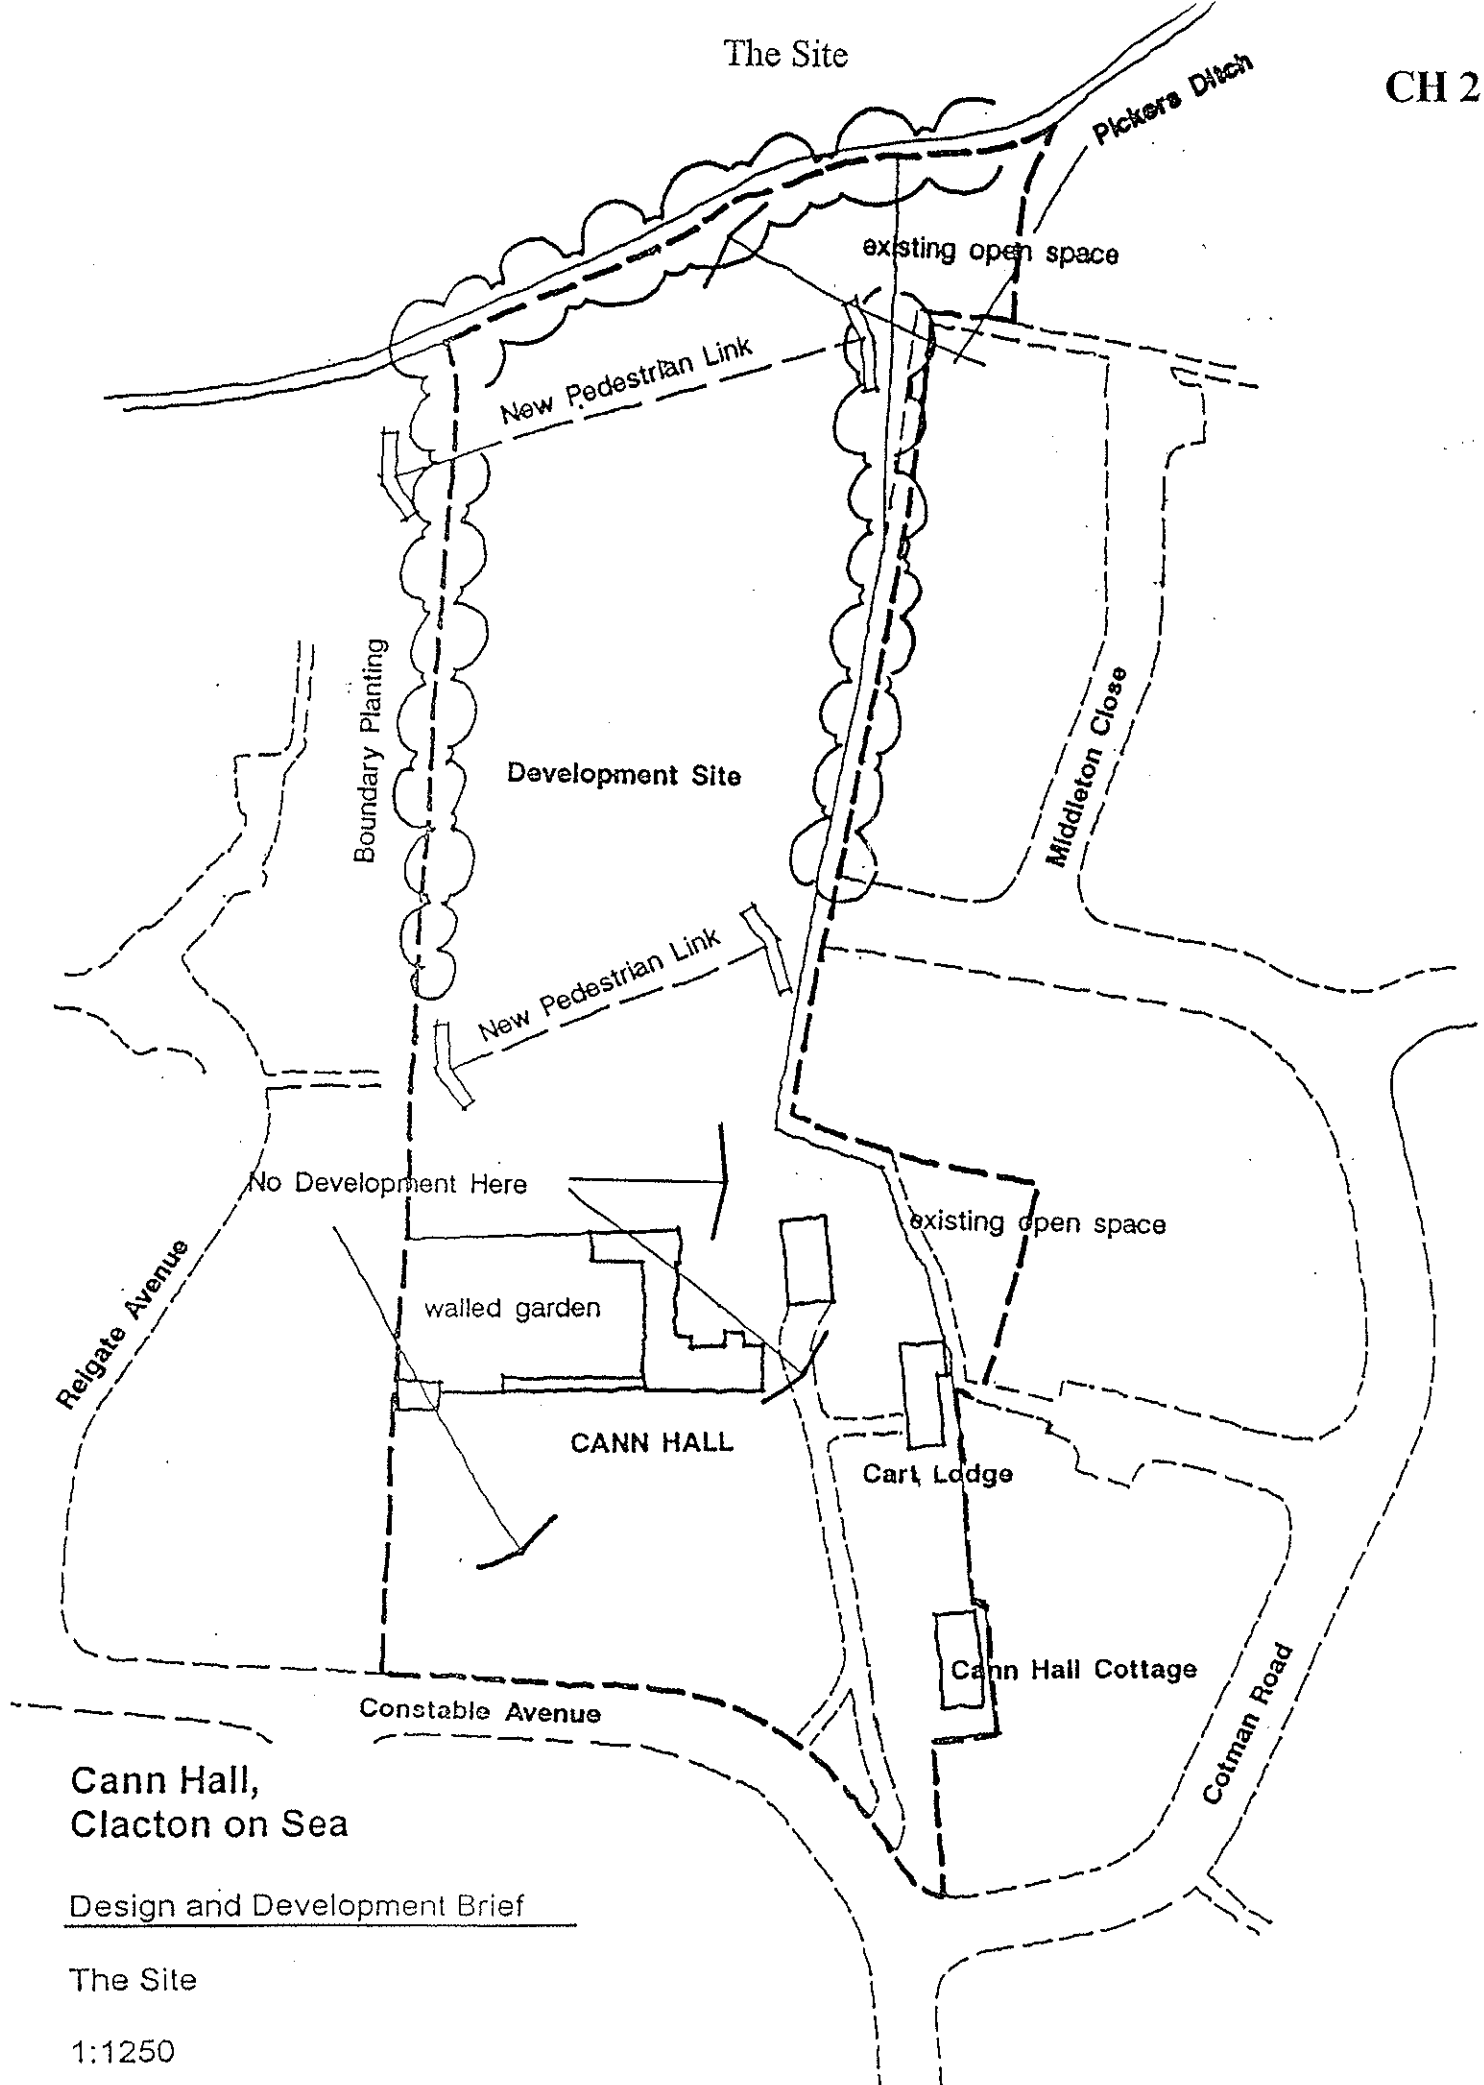 The Site
CH 2
Pickers Ditch
existing open space
New Pedestrian Link
Boundary Planting
Development Site
Middleton Close
New Pedestrian Link
No Development Here
existing open space
Reigate Avenue
walled garden
CANN HALL
Cart Lodge
Cann Hall Cottage
Constable Avenue
Cotman Road
Cann Hall,
Clacton on Sea
Design and Development Brief
The Site
1:1250